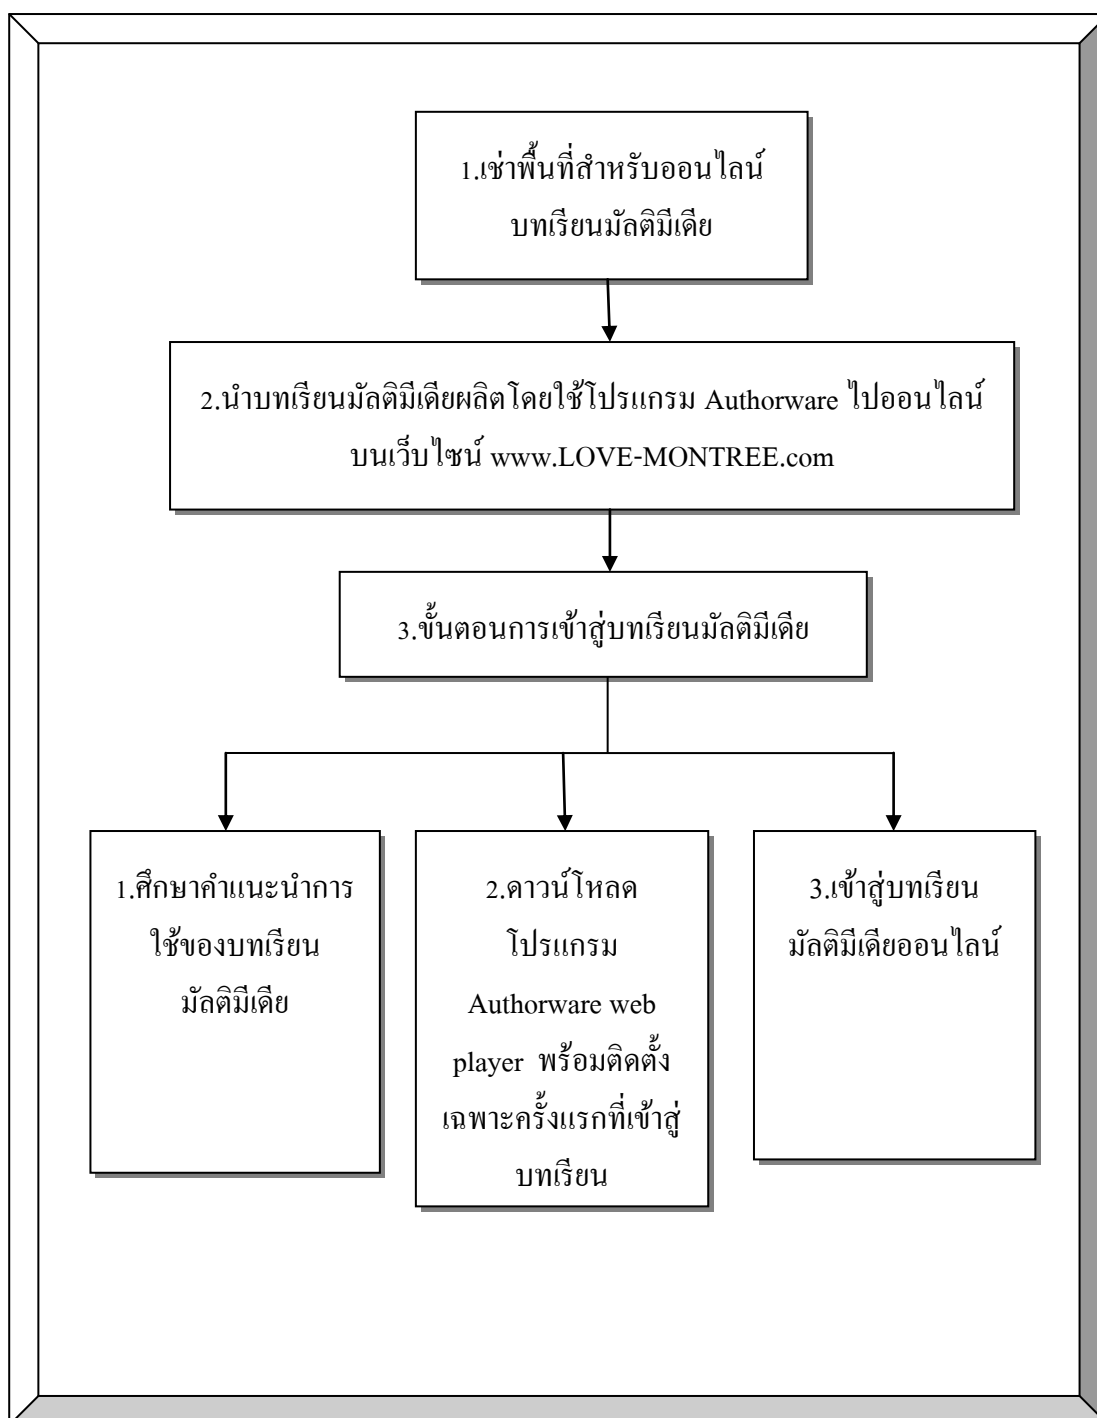 1.เช่าพื้นที่สำหรับออนไลน์
บทเรียนมัลติมีเดีย
2.นำบทเรียนมัลติมีเดียผลิตโดยใช้โปรแกรม Authorware ไปออนไลน์
บนเว็บไซน์ www.LOVE-MONTREE.com
3.ขั้นตอนการเข้าสู่บทเรียนมัลติมีเดีย
1.ศึกษาคำแนะนำการ
ใช้ของบทเรียน
มัลติมีเดีย
2.ดาวน์โหลด
โปรแกรม
Authorware web
player พร้อมติดตั้ง
เฉพาะครั้งแรกที่เข้าสู่
บทเรียน
3.เข้าสู่บทเรียน
มัลติมีเดียออนไลน์